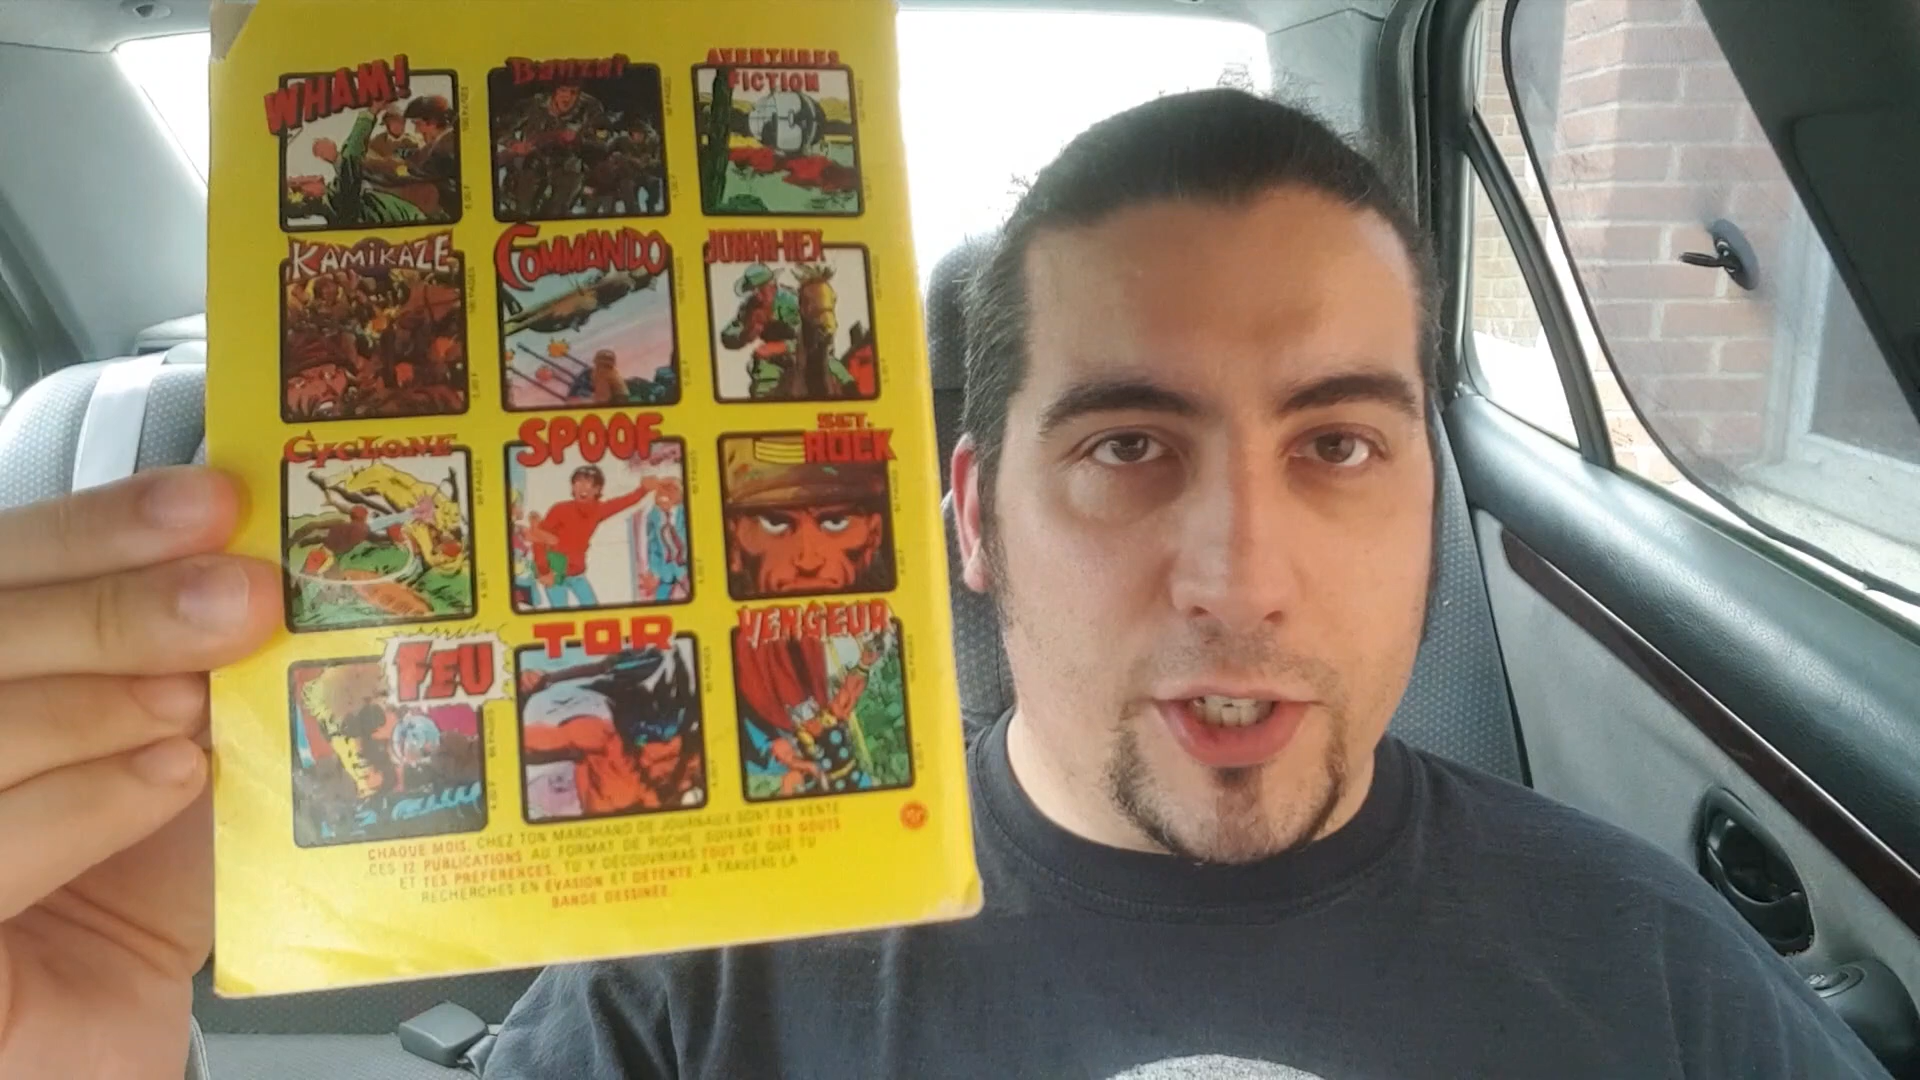 WHAM!
Banzaï
AVENTURES
FICTION
KAMIKAZE
COMMANDO
JONAH-HEX
CYCLONE
SPOOF
SGT.
ROCK
FEU
TOR
VENGEUR
CHAQUE MOIS, CHEZ TON MARCHAND DE JOURNAUX SONT EN VENTE
CES 12 PUBLICATIONS AU FORMAT DE POCHE. SUIVANT TES GOUTS
ET TES PRÉFÉRENCES, TU Y DÉCOUVRIRAS TOUT CE QUE TU
RECHERCHES EN ÉVASION ET DÉTENTE A TRAVERS LA
BANDE DESSINÉE.